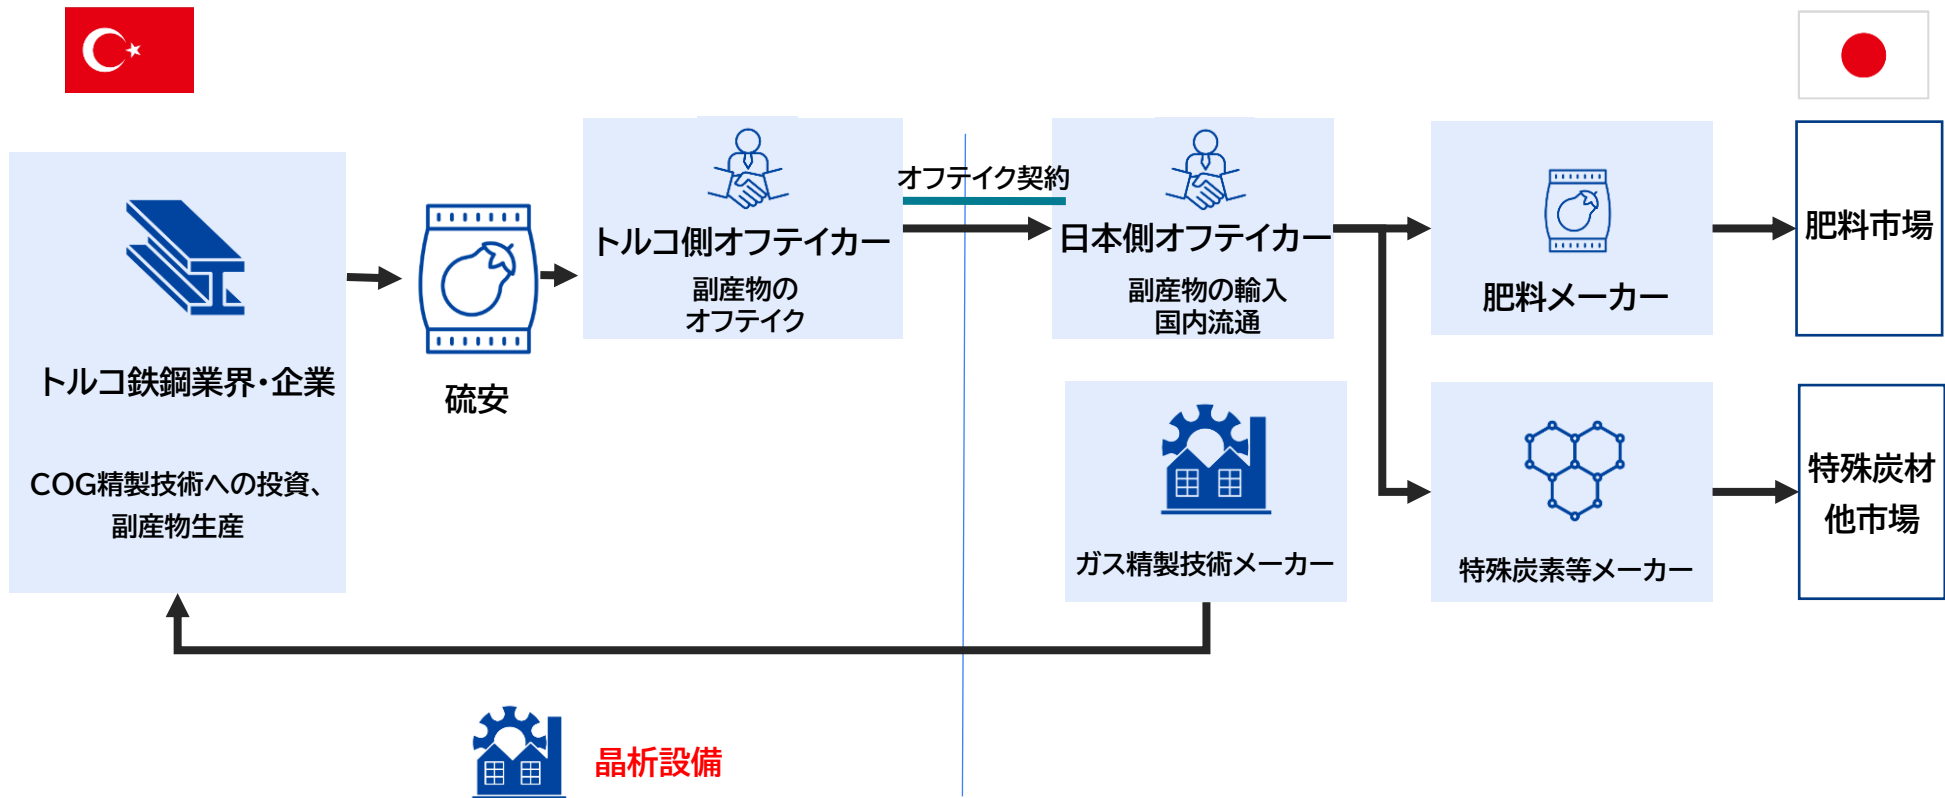 トルコ鉄鋼業界・企業
COG精製技術への投資、
副産物生産
硫安
トルコ側オフテイカー
副産物の
オフテイク
オフテイク契約
日本側オフテイカー
副産物の輸入
国内流通
肥料メーカー
肥料市場
ガス精製技術メーカー
特殊炭素等メーカー
特殊炭材
他市場
晶析設備